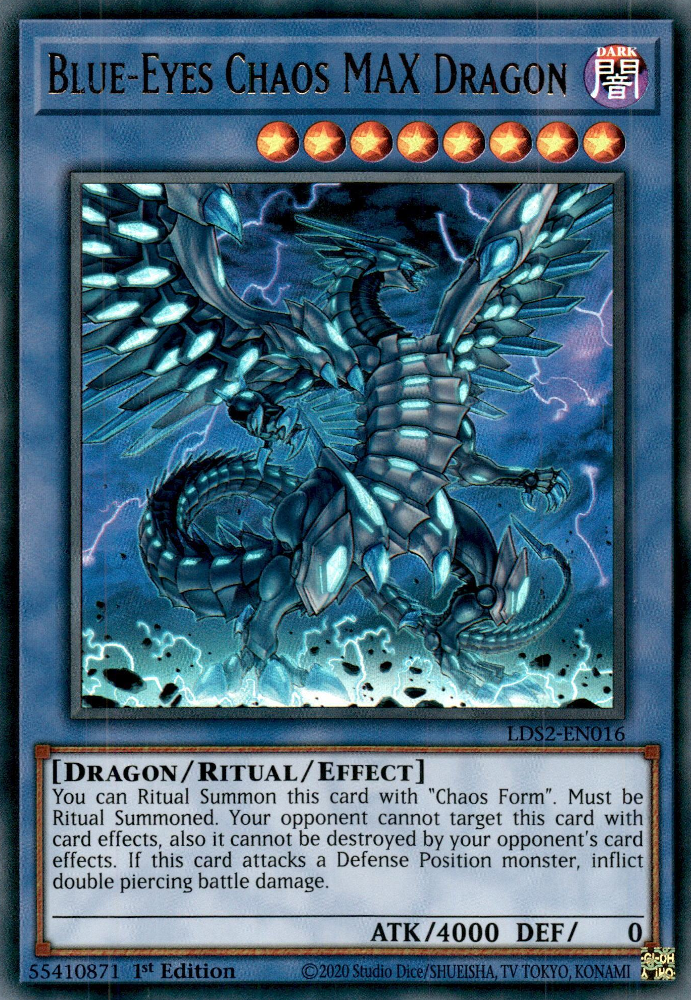 BLUE-EYES CHAOS MAX DRAGON
DARK
闇
LDS2-EN016
[DRAGON/RITUAL/EFFECT]
You can Ritual Summon this card with "Chaos Form". Must be
Ritual Summoned. Your opponent cannot target this card with
card effects, also it cannot be destroyed by your opponent's card
effects. If this card attacks a Defense Position monster, inflict
double piercing battle damage.
ATK/4000 DEF/ 0
55410871 1st Edition ©2020 Studio Dice/SHUEISHA, TV TOKYO, KONAMI